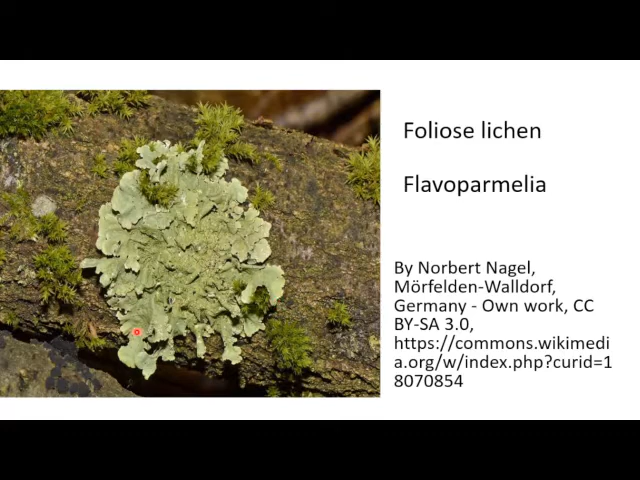 Foliose lichen
Flavoparmelia
By Norbert Nagel,
Mörfelden-Walldorf,
Germany - Own work, CC
BY-SA 3.0,
https://commons.wikimedi
a.org/w/index.php?curid=1
8070854